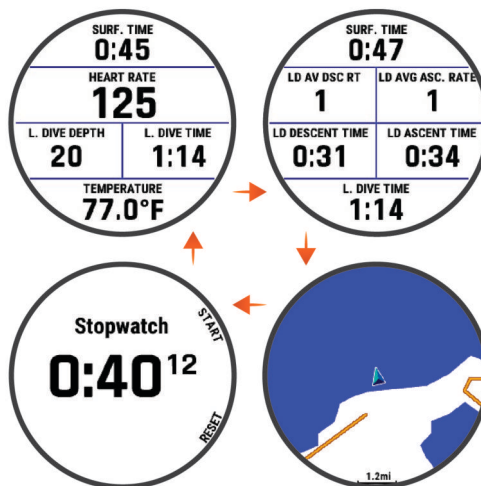 SURF. TIME
0:45
HEART RATE
125
L. DIVE DEPTH L. DIVE TIME
20 1:14
TEMPERATURE
77.0°F
SURF. TIME
0:47
LD AV DSC RT LD AVG ASC. RATE
1 1
LD DESCENT TIME LD ASCENT TIME
0:31 0:34
L. DIVE TIME
1:14
START
Stopwatch
0:40 12
RESET
1.2mi